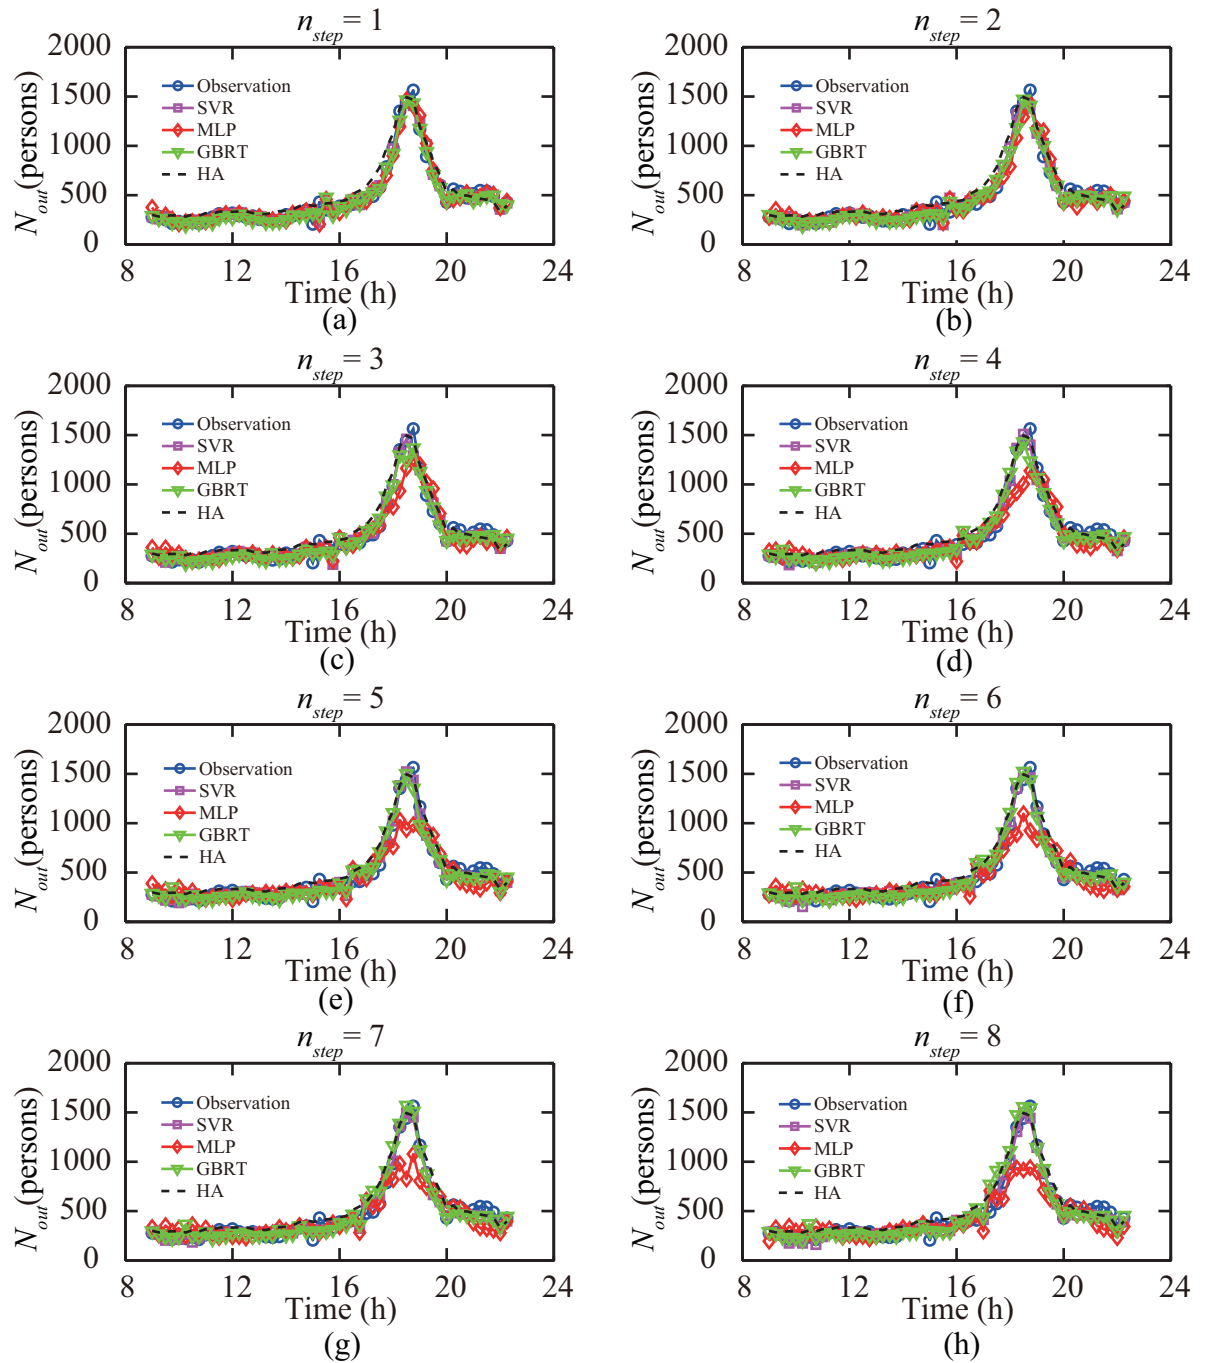 n_step = 1
2000
1500
1000
500
0
N_out (persons)
Observation
SVR
MLP
GBRT
HA
8 12 16 20 24
Time (h)
(a)
n_step = 2
2000
1500
1000
500
0
N_out (persons)
Observation
SVR
MLP
GBRT
HA
8 12 16 20 24
Time (h)
(b)
n_step = 3
2000
1500
1000
500
0
N_out (persons)
Observation
SVR
MLP
GBRT
HA
8 12 16 20 24
Time (h)
(c)
n_step = 4
2000
1500
1000
500
0
N_out (persons)
Observation
SVR
MLP
GBRT
HA
8 12 16 20 24
Time (h)
(d)
n_step = 5
2000
1500
1000
500
0
N_out (persons)
Observation
SVR
MLP
GBRT
HA
8 12 16 20 24
Time (h)
(e)
n_step = 6
2000
1500
1000
500
0
N_out (persons)
Observation
SVR
MLP
GBRT
HA
8 12 16 20 24
Time (h)
(f)
n_step = 7
2000
1500
1000
500
0
N_out (persons)
Observation
SVR
MLP
GBRT
HA
8 12 16 20 24
Time (h)
(g)
n_step = 8
2000
1500
1000
500
0
N_out (persons)
Observation
SVR
MLP
GBRT
HA
8 12 16 20 24
Time (h)
(h)